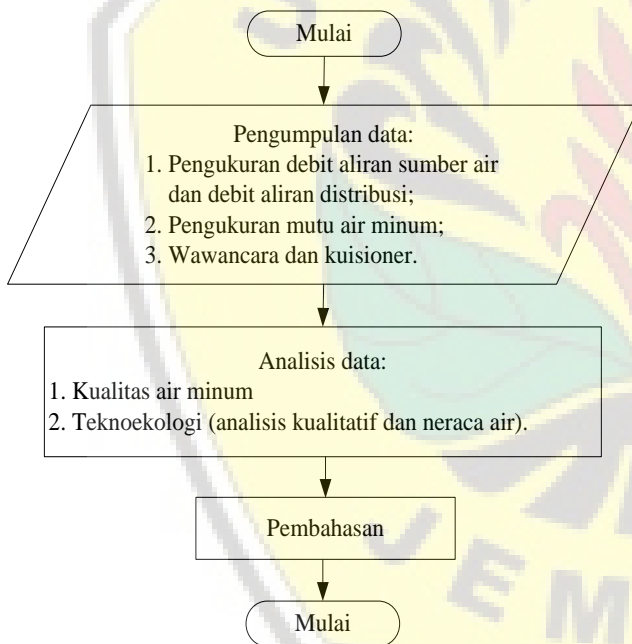 Mulai
Pengumpulan data:
1. Pengukuran debit aliran sumber air
dan debit aliran distribusi;
2. Pengukuran mutu air minum;
3. Wawancara dan kuisioner.
Analisis data:
1. Kualitas air minum
2. Teknoekologi (analisis kualitatif dan neraca air).
Pembahasan
J E M
Mulai